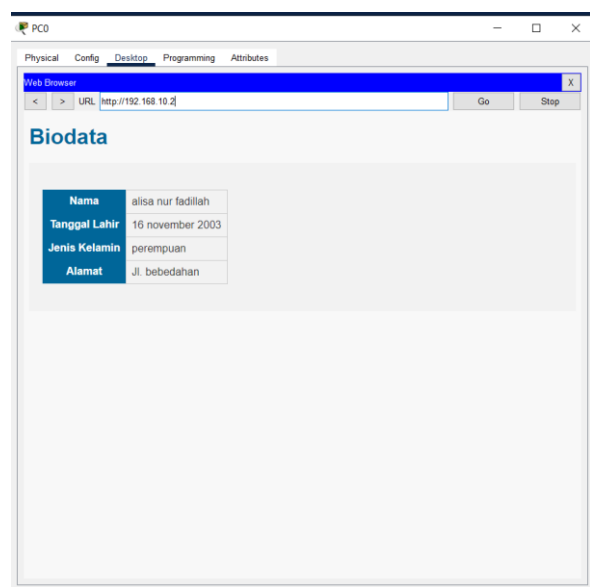 PC0
Physical Config Desktop Programming Attributes
Web Browser X
< > URL http://192.168.10.2 Go Stop
Biodata
Nama alisa nur fadillah
Tanggal Lahir 16 november 2003
Jenis Kelamin perempuan
Alamat Jl. bebedahan